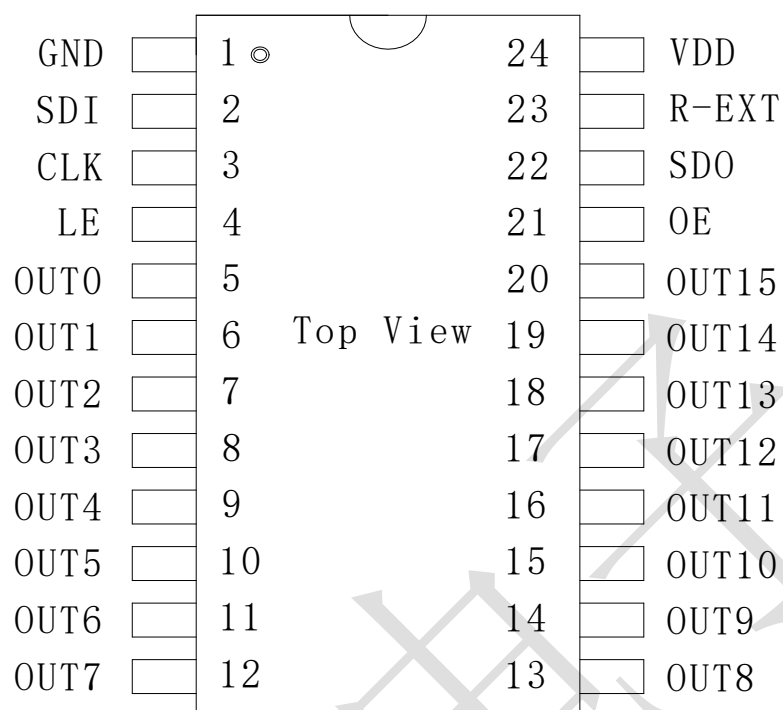 GND 1 24 VDD
SDI 2 23 R-EXT
CLK 3 22 SDO
LE 4 21 OE
OUT0 5 20 OUT15
OUT1 6 Top View 19 OUT14
OUT2 7 18 OUT13
OUT3 8 17 OUT12
OUT4 9 16 OUT11
OUT5 10 15 OUT10
OUT6 11 14 OUT9
OUT7 12 13 OUT8